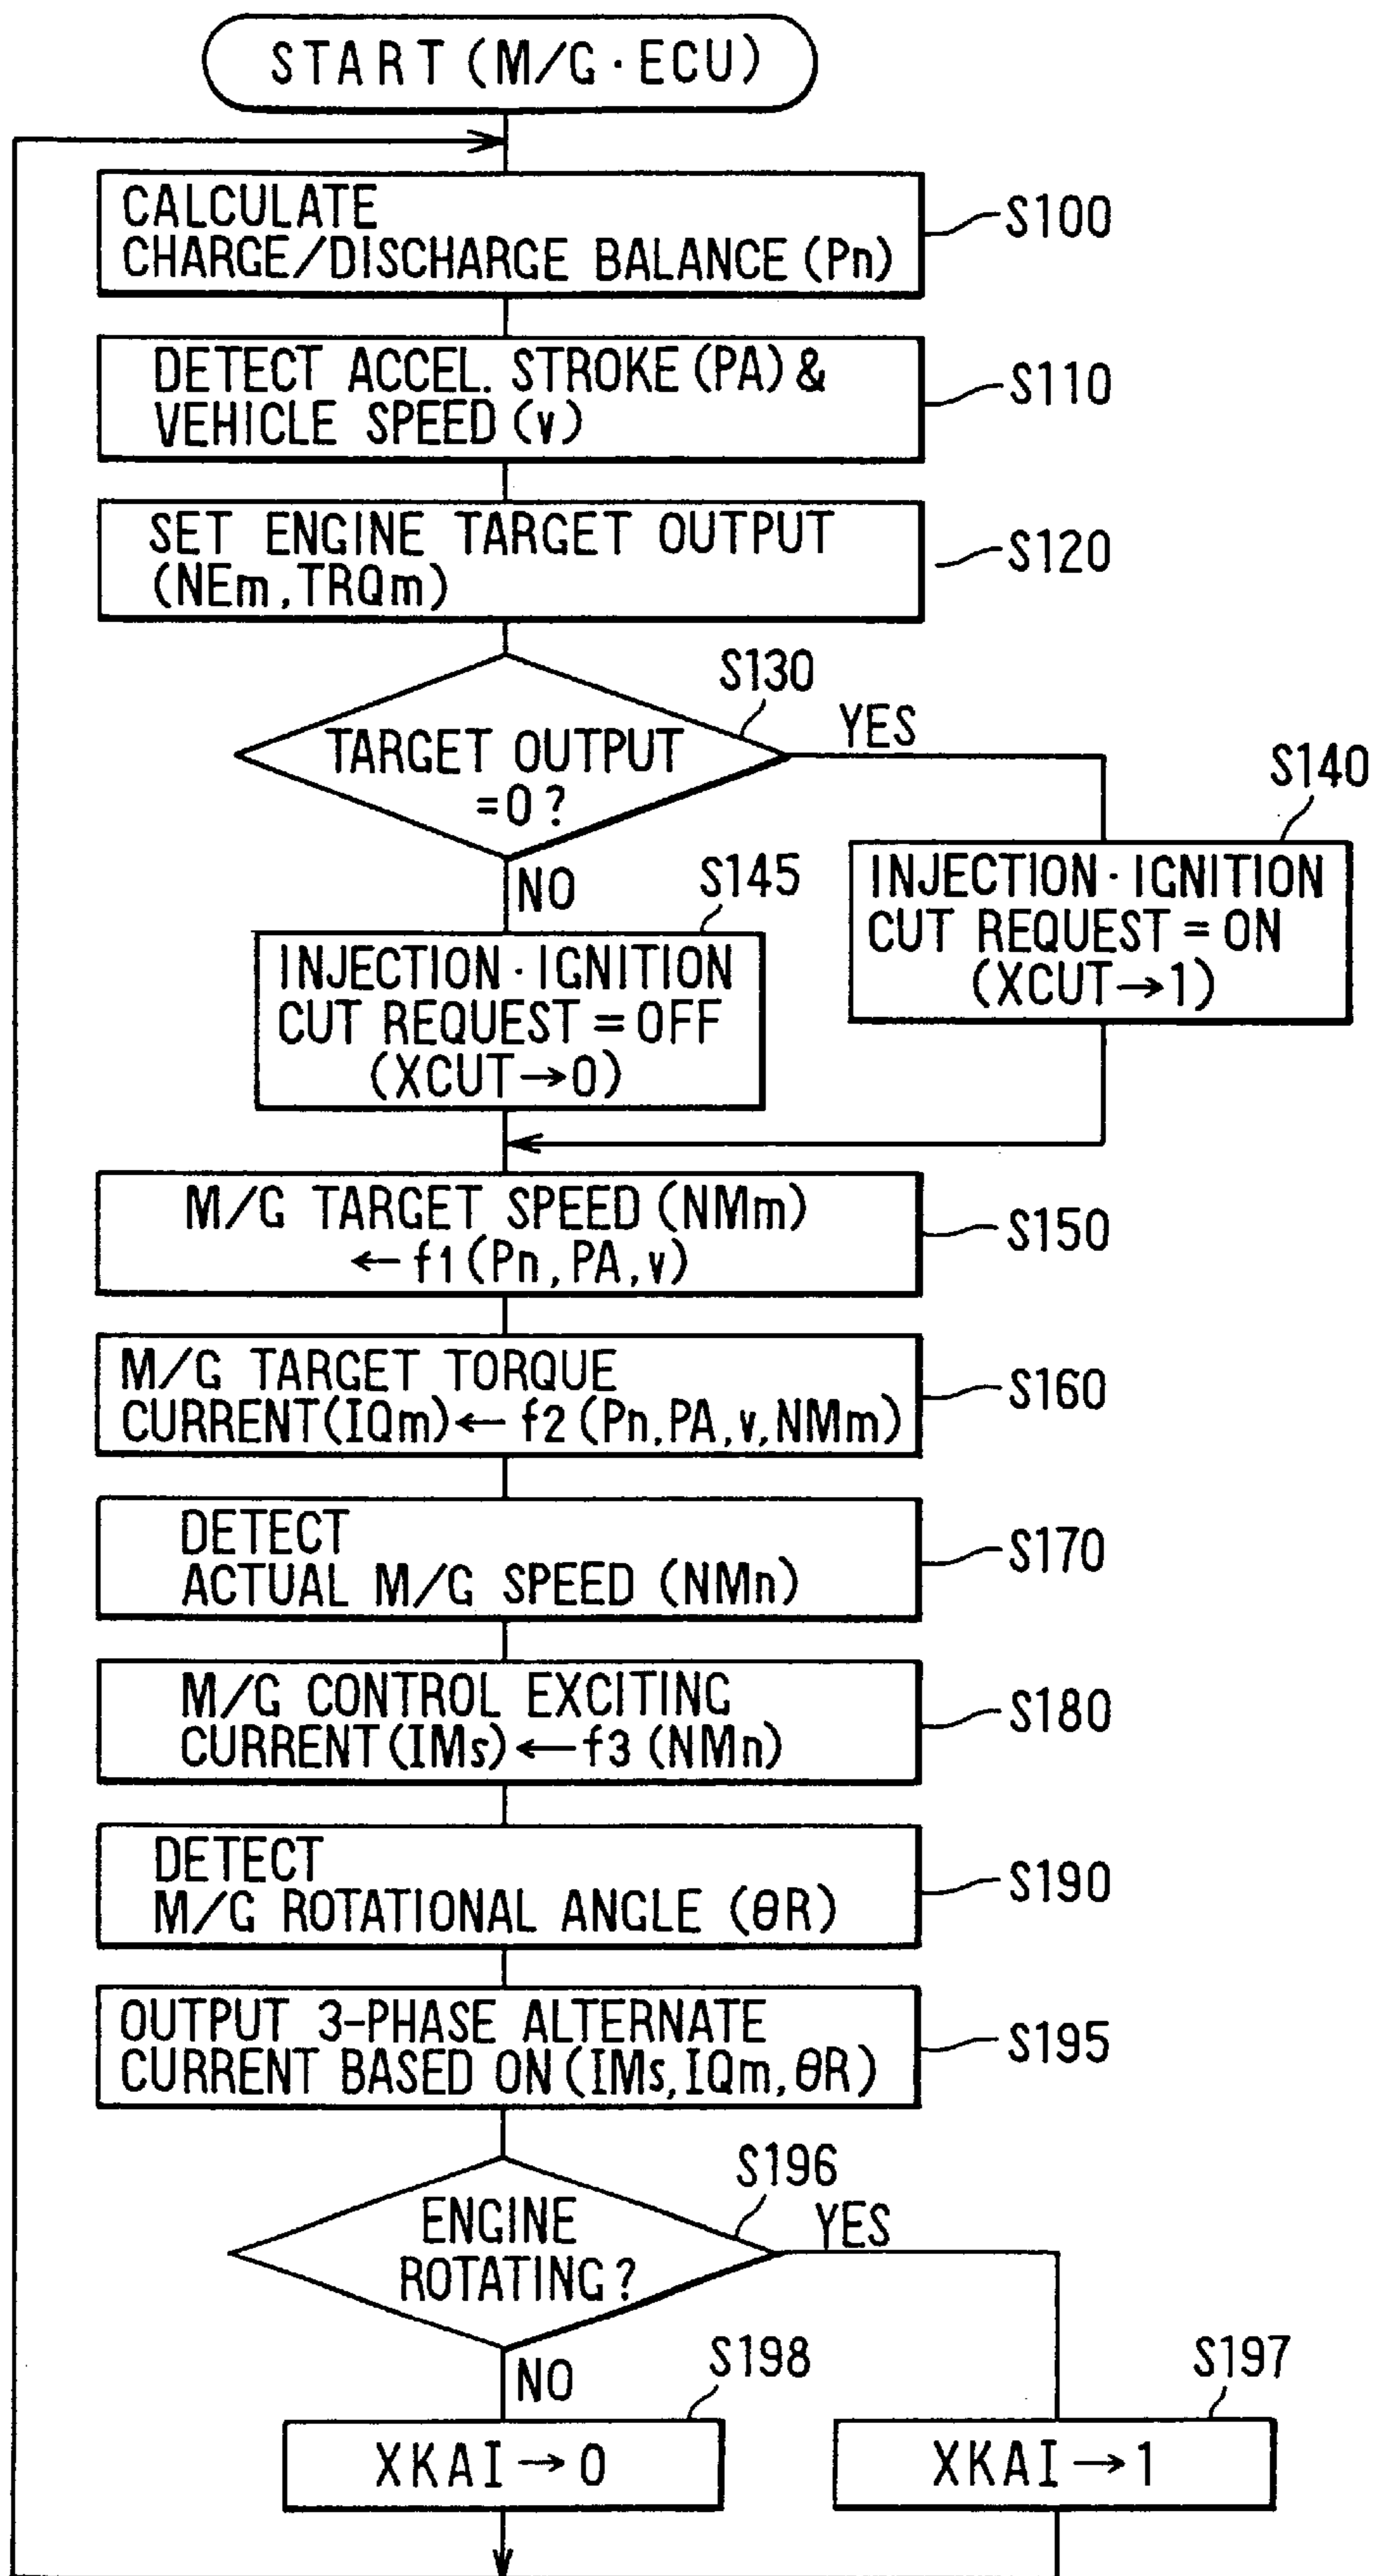 START (M/G·ECU)
CALCULATE
CHARGE/DISCHARGE BALANCE (Pn)
S100
DETECT ACCEL. STROKE (PA) &
VEHICLE SPEED (v)
S110
SET ENGINE TARGET OUTPUT
(NEm, TRQm)
S120
S130
TARGET OUTPUT
=0?
YES
NO
S140
INJECTION·IGNITION
CUT REQUEST = ON
(XCUT→1)
S145
INJECTION·IGNITION
CUT REQUEST = OFF
(XCUT→0)
M/G TARGET SPEED (NMm)
←f1 (Pn, PA, v)
S150
M/G TARGET TORQUE
CURRENT(IQm)← f2 (Pn, PA, v, NMm)
S160
DETECT
ACTUAL M/G SPEED (NMn)
S170
M/G CONTROL EXCITING
CURRENT(IMs)←f3 (NMn)
S180
DETECT
M/G ROTATIONAL ANGLE (θR)
S190
OUTPUT 3-PHASE ALTERNATE
CURRENT BASED ON (IMs, IQm, θR)
S195
S196
ENGINE
ROTATING?
YES
NO
S198
XKAI→0
S197
XKAI→1